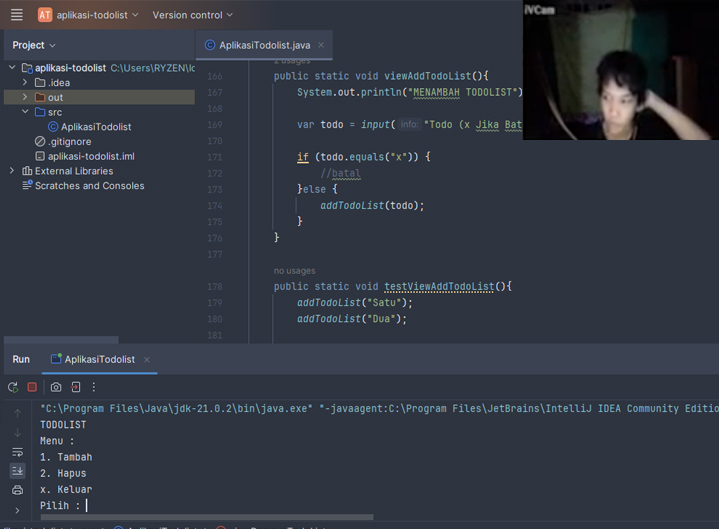 AT aplikasi-todolist Version control
iVCam
Project
AplikasiTodolist.java
aplikasi-todolist C:\Users\RYZEN\
.idea
out
src
AplikasiTodolist
.gitignore
aplikasi-todolist.iml
External Libraries
Scratches and Consoles
2 usages
166 public static void viewAddTodoList(){
167 System.out.println("MENAMBAH TODOLIST")
168
169 var todo = input( info: "Todo (x Jika Bat
170
171 if (todo.equals("x")) {
172 //batal
173 }else {
174 addTodoList(todo);
175 }
176 }
177
no usages
178 public static void testViewAddTodoList(){
179 addTodoList("Satu");
180 addTodoList("Dua");
181
Run AplikasiTodolist
"C:\Program Files\Java\jdk-21.0.2\bin\java.exe" "-javaagent:C:\Program Files\JetBrains\IntelliJ IDEA Community Editio
TODOLIST
Menu :
1. Tambah
2. Hapus
x. Keluar
Pilih :